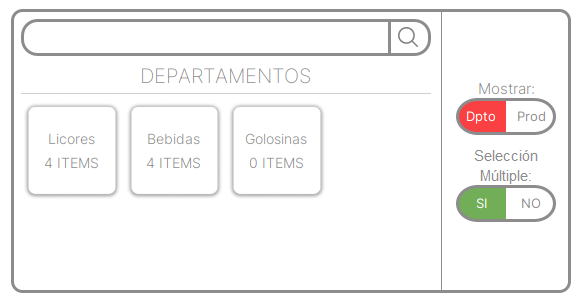 DEPARTAMENTOS
Licores
4 ITEMS
Bebidas
4 ITEMS
Golosinas
0 ITEMS
Mostrar:
Dpto Prod
Selección
Múltiple:
SI NO